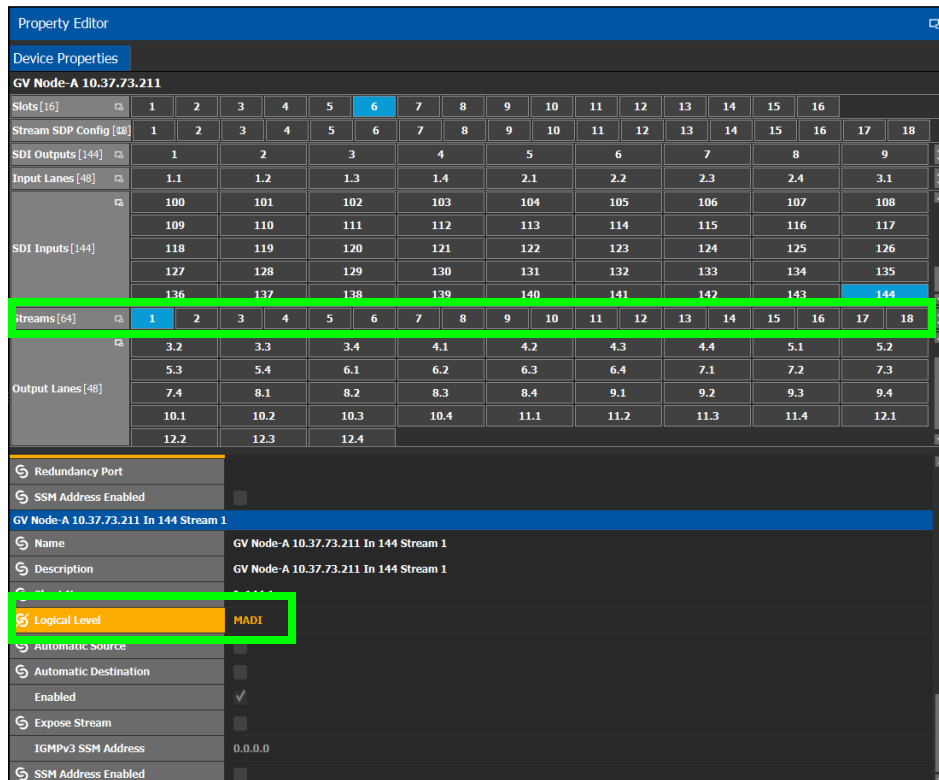 Property Editor
Device Properties
GV Node-A 10.37.73.211
Slots [16] 1 2 3 4 5 6 7 8 9 10 11 12 13 14 15 16
Stream SDP Config [18] 1 2 3 4 5 6 7 8 9 10 11 12 13 14 15 16 17 18
SDI Outputs [144] 1 2 3 4 5 6 7 8 9
Input Lanes [48] 1.1 1.2 1.3 1.4 2.1 2.2 2.3 2.4 3.1
100 101 102 103 104 105 106 107 108
109 110 111 112 113 114 115 116 117
SDI Inputs [144] 118 119 120 121 122 123 124 125 126
127 128 129 130 131 132 133 134 135
136 137 138 139 140 141 142 143 144
Streams [64] 1 2 3 4 5 6 7 8 9 10 11 12 13 14 15 16 17 18
3.2 3.3 3.4 4.1 4.2 4.3 4.4 5.1 5.2
5.3 5.4 6.1 6.2 6.3 6.4 7.1 7.2 7.3
Output Lanes [48] 7.4 8.1 8.2 8.3 8.4 9.1 9.2 9.3 9.4
10.1 10.2 10.3 10.4 11.1 11.2 11.3 11.4 12.1
12.2 12.3 12.4
Redundancy Port
SSM Address Enabled
GV Node-A 10.37.73.211 In 144 Stream 1
Name GV Node-A 10.37.73.211 In 144 Stream 1
Description GV Node-A 10.37.73.211 In 144 Stream 1
Logical Level MADI
Automatic Source
Automatic Destination
Enabled
Expose Stream
IGMPv3 SSM Address 0.0.0.0
SSM Address Enabled